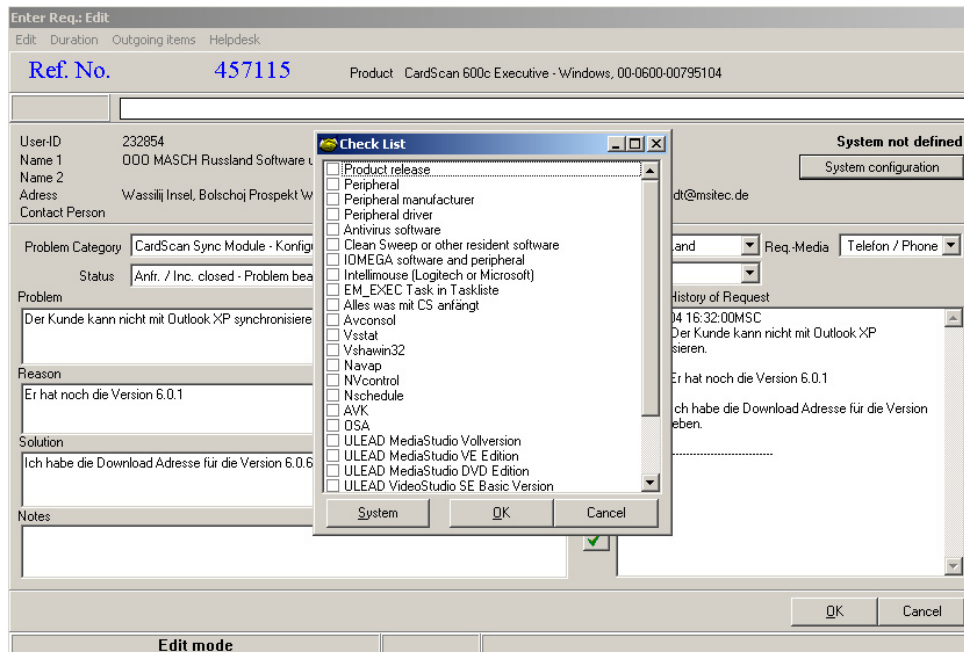 Enter Req.: Edit
Edit Duration Outgoing items Helpdesk
Ref. No. 457115 Product CardScan 600c Executive - Windows, 00-0600-00795104
User-ID 232854
System not defined
Name 1 OOO MASCH Russland Software
System configuration
Name 2
Adress Wassilij Insel, Bolschoj Prospekt
dt@msitec.de
Contact Person
Problem Category CardScan Sync Module -
Req.-Media Telefon / Phone
Status Anfr. / Inc. closed - Problem
Problem
Der Kunde kann nicht mit Outlook XP
Reason
Er hat noch die Version 6.0.1
Solution
Ich habe die Download Adresse für die Version 6.0.6
Notes
Check List
Product release
Peripheral
Peripheral manufacturer
Peripheral driver
Antivirus software
Clean Sweep or other resident software
IOMEGA software and peripheral
Intellimouse (Logitech or Microsoft)
EM_EXEC Task in Taskliste
Alles was mit CS anfängt
Avconsol
Vsstat
Vshawin32
Navap
NVcontrol
Nschedule
AVK
OSA
ULEAD MediaStudio Vollversion
ULEAD MediaStudio VE Edition
ULEAD MediaStudio DVD Edition
ULEAD VideoStudio SE Basic Version
System OK Cancel
History of Request
04 16:32:00MSC
Der Kunde kann nicht mit Outlook XP
sieren.
Er hat noch die Version 6.0.1
ch habe die Download Adresse für die Version
eben.
----------------------------
OK Cancel
Edit mode